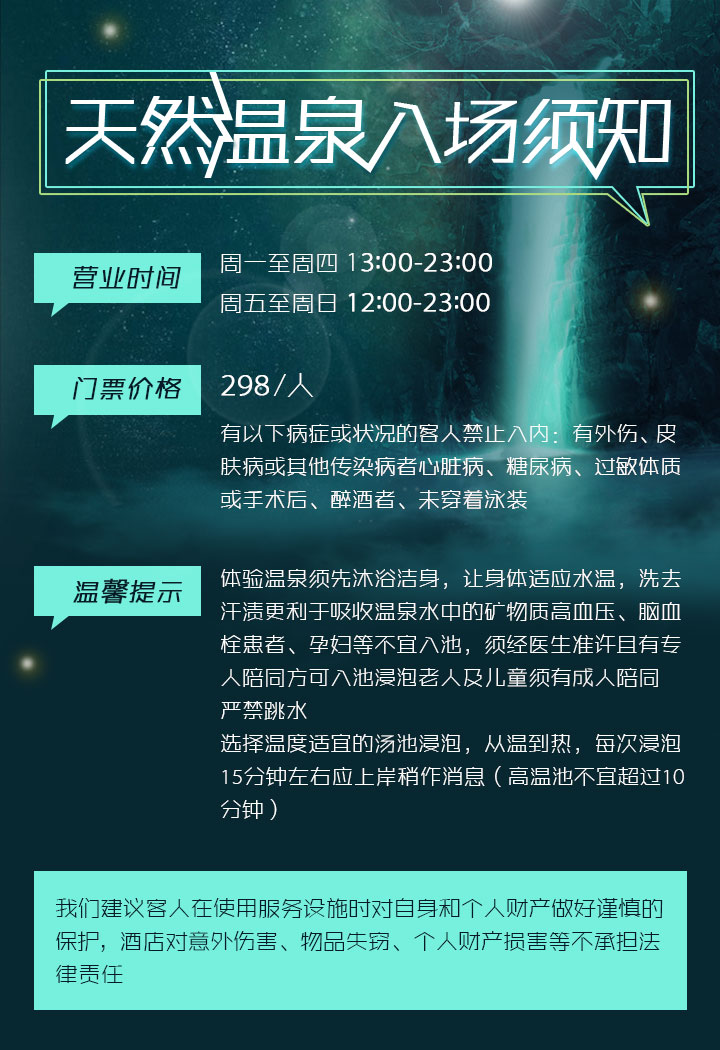 天然温泉入场须知
营业时间
周一至周四 13:00-23:00
周五至周日 12:00-23:00
门票价格
298/人
有以下病症或状况的客人禁止入内：有外伤、皮
肤病或其他传染病者心脏病、糖尿病、过敏体质
或手术后、醉酒者、未穿着泳装
温馨提示
体验温泉须先沐浴洁身，让身体适应水温，洗去
汗渍更利于吸收温泉水中的矿物质高血压、脑血
栓患者、孕妇等不宜入池，须经医生准许且有专
人陪同方可入池浸泡老人及儿童须有成人陪同
严禁跳水
选择温度适宜的汤池浸泡，从温到热，每次浸泡
15分钟左右应上岸稍作消息（高温池不宜超过10
分钟）
我们建议客人在使用服务设施时对自身和个人财产做好谨慎的
保护，酒店对意外伤害、物品失窃、个人财产损害等不承担法
律责任